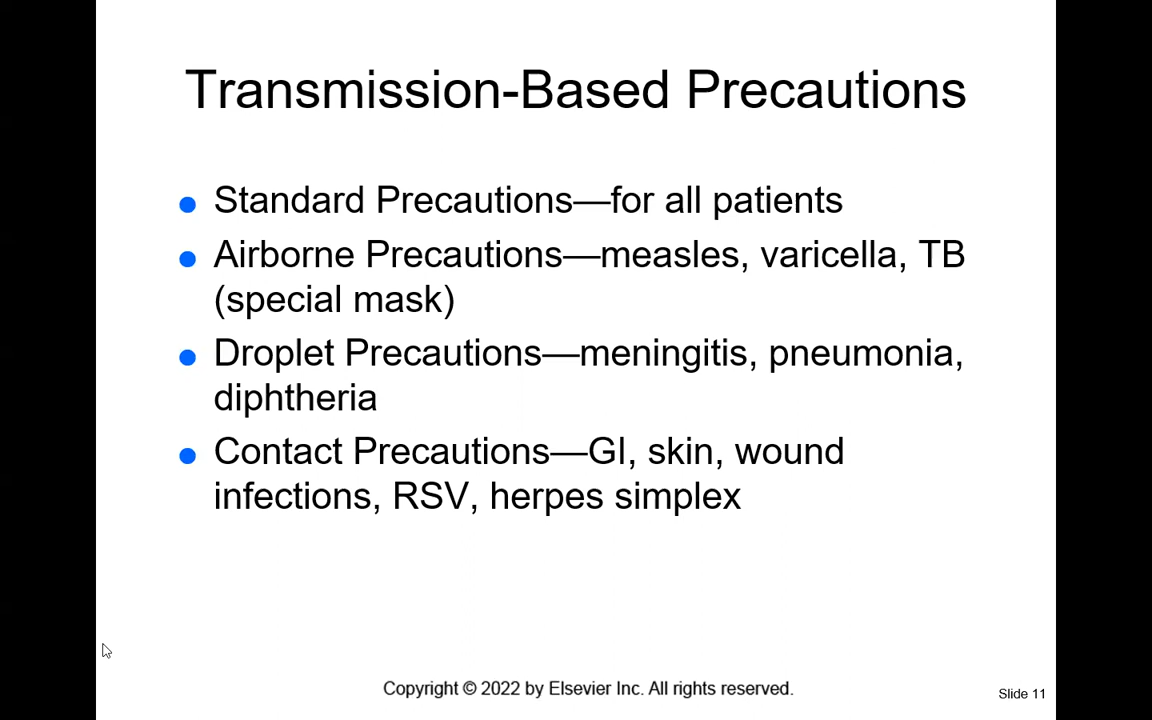 Transmission-Based Precautions
Standard Precautions—for all patients
Airborne Precautions—measles, varicella, TB
(special mask)
Droplet Precautions—meningitis, pneumonia,
diphtheria
Contact Precautions—GI, skin, wound
infections, RSV, herpes simplex
Copyright © 2022 by Elsevier Inc. All rights reserved.
Slide 11